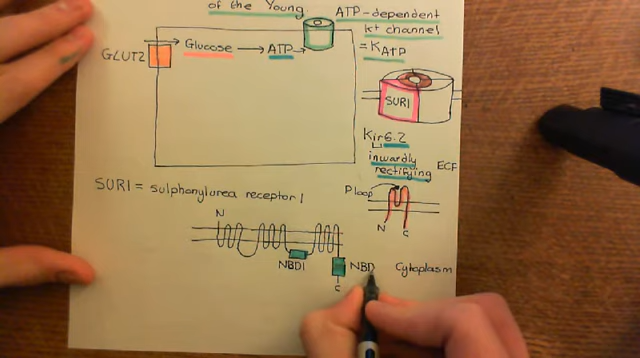 of the Young
ATP-dependent
K+ channel
= KATP
GLUT2
Glucose
ATP
SUR1
Kir6.2
inwardly
rectifying
ECF
SUR1 = sulphonylurea receptor 1
P loop
N
N
C
NBD1
NBD
Cytoplasm
C